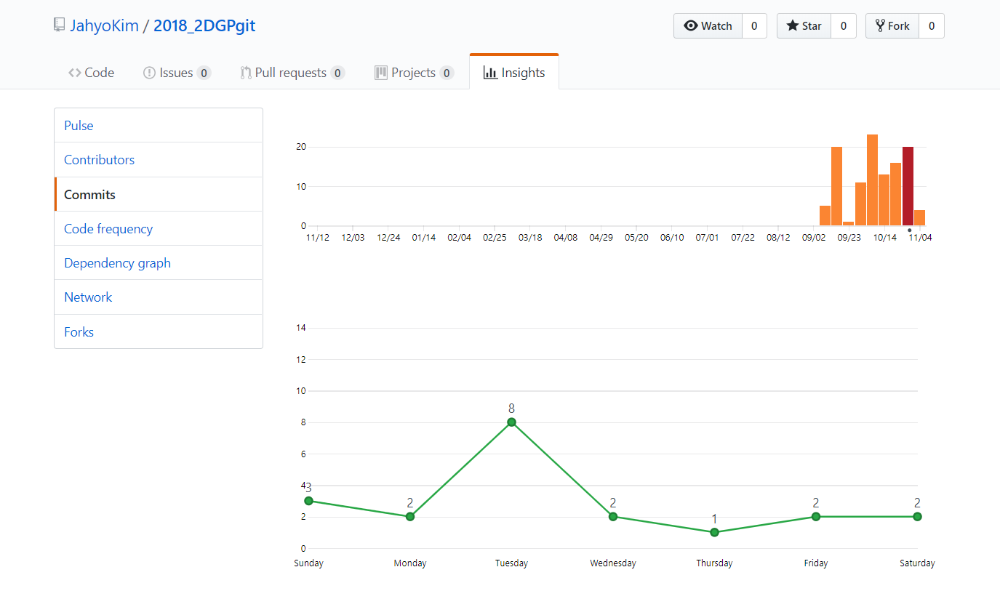 JahyoKim / 2018_2DGPgit
Watch 0 Star 0 Fork 0
Code Issues 0 Pull requests 0 Projects 0 Insights
Pulse
Contributors
Commits
Code frequency
Dependency graph
Network
Forks
20
10
0
11/12 12/03 12/24 01/14 02/04 02/25 03/18 04/08 04/29 05/20 06/10 07/01 07/22 08/12 09/02 09/23 10/14 11/04
14
12
10
8
6
4
2
0
3 2 8 2 1 2 2
Sunday Monday Tuesday Wednesday Thursday Friday Saturday